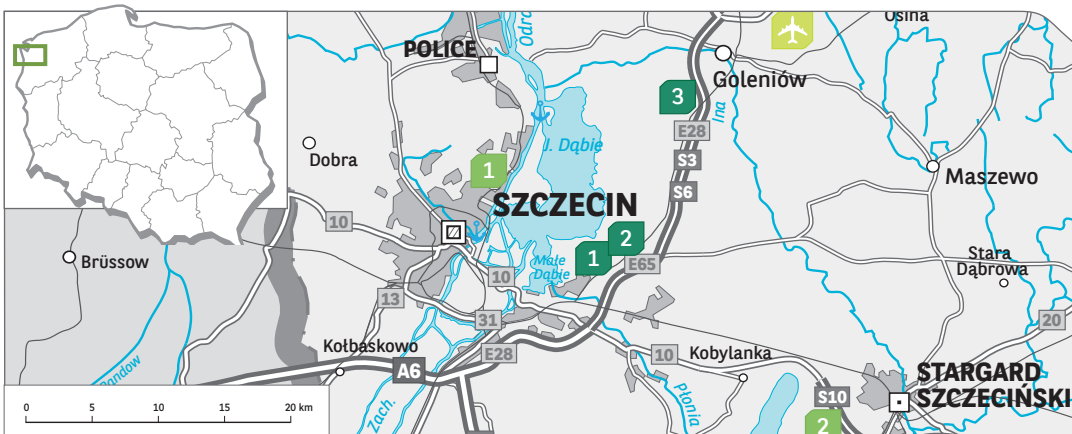 Osina
POLICE
Odra
Goleniów
3
Ina
E28
J. Dąbie
S3
Dobra
1
Maszewo
S6
SZCZECIN
10
2
1
Stara
Dąbrowa
Brüssow
Małe
Dąbie
E65
10
13
31
20
Kołbaskowo
E28
10
Kobylanka
A6
Randow
Zach.
Płonia
STARGARD
SZCZECIŃSKI
S10
2
0 5 10 15 20 km